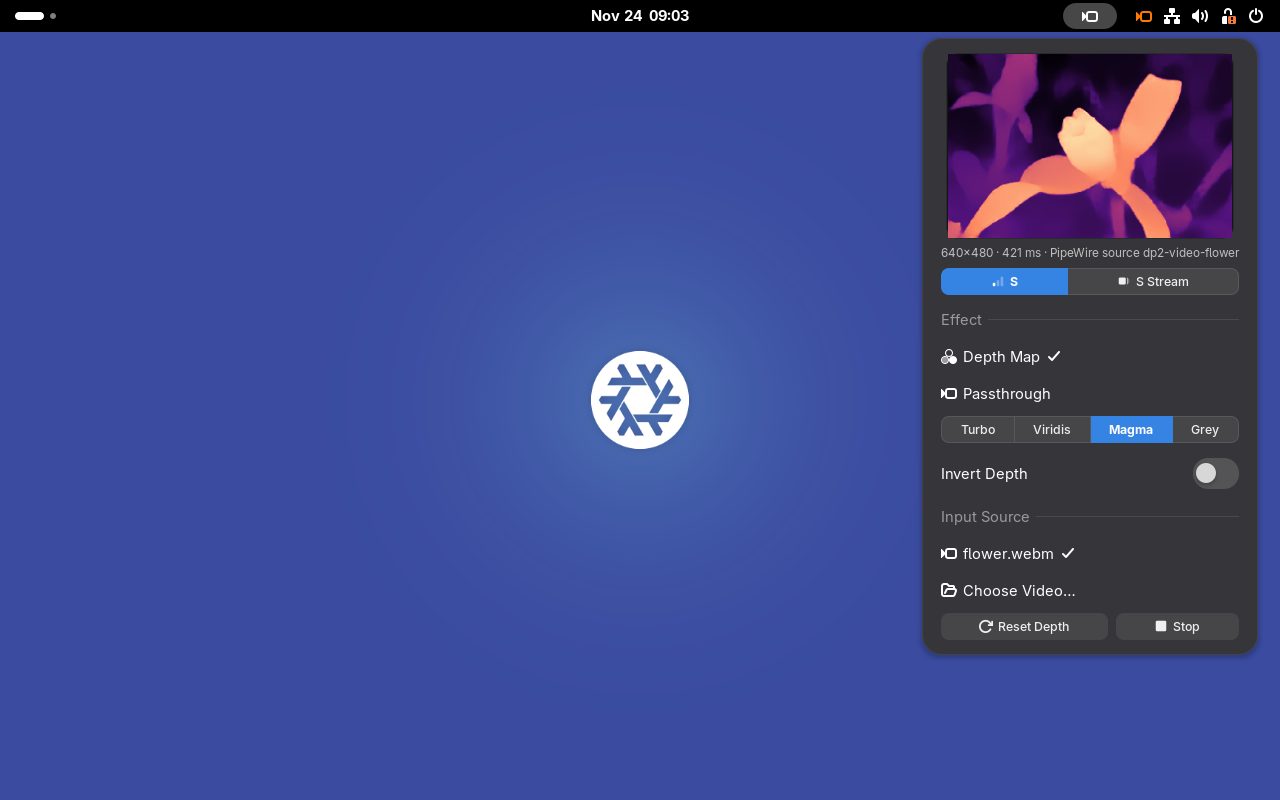 Nov 24 09:03
640×480 · 421 ms · PipeWire source dp2-video-flower
S
S Stream
Effect
Depth Map
Passthrough
Turbo
Viridis
Magma
Grey
Invert Depth
Input Source
flower.webm
Choose Video…
Reset Depth
Stop